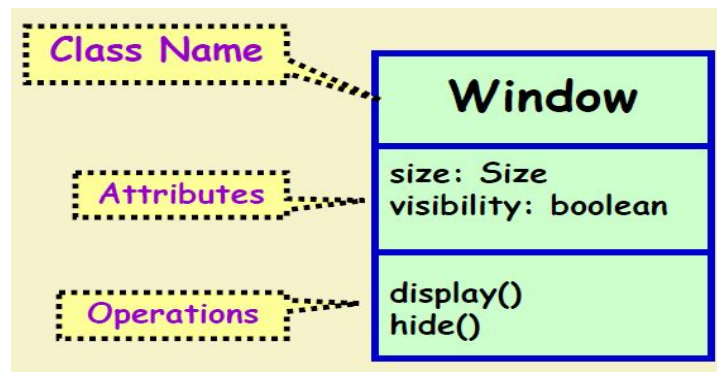 Class Name
Window
Attributes
size: Size
visibility: boolean
Operations
display()
hide()